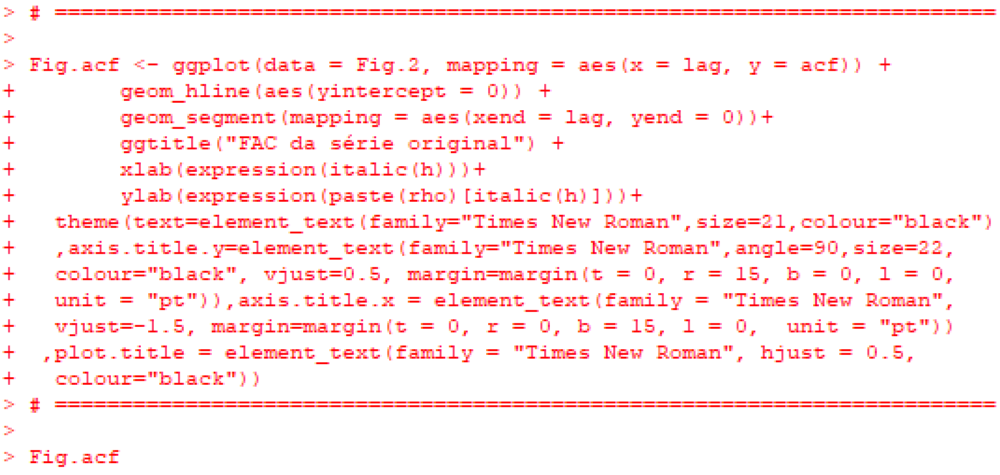 > # ========================================================================
>
> Fig.acf <- ggplot(data = Fig.2, mapping = aes(x = lag, y = acf)) +
+        geom_hline(aes(yintercept = 0)) +
+        geom_segment(mapping = aes(xend = lag, yend = 0))+
+        ggtitle("FAC da série original") +
+        xlab(expression(italic(h)))+
+        ylab(expression(paste(rho)[italic(h)]))+
+   theme(text=element_text(family="Times New Roman",size=21,colour="black")
+   ,axis.title.y=element_text(family="Times New Roman",angle=90,size=22,
+   colour="black", vjust=0.5, margin=margin(t = 0, r = 15, b = 0, l = 0,
+   unit = "pt")),axis.title.x = element_text(family = "Times New Roman",
+   vjust=-1.5, margin=margin(t = 0, r = 0, b = 15, l = 0,  unit = "pt"))
+  ,plot.title = element_text(family = "Times New Roman", hjust = 0.5,
+   colour="black"))
> # ========================================================================
>
> Fig.acf